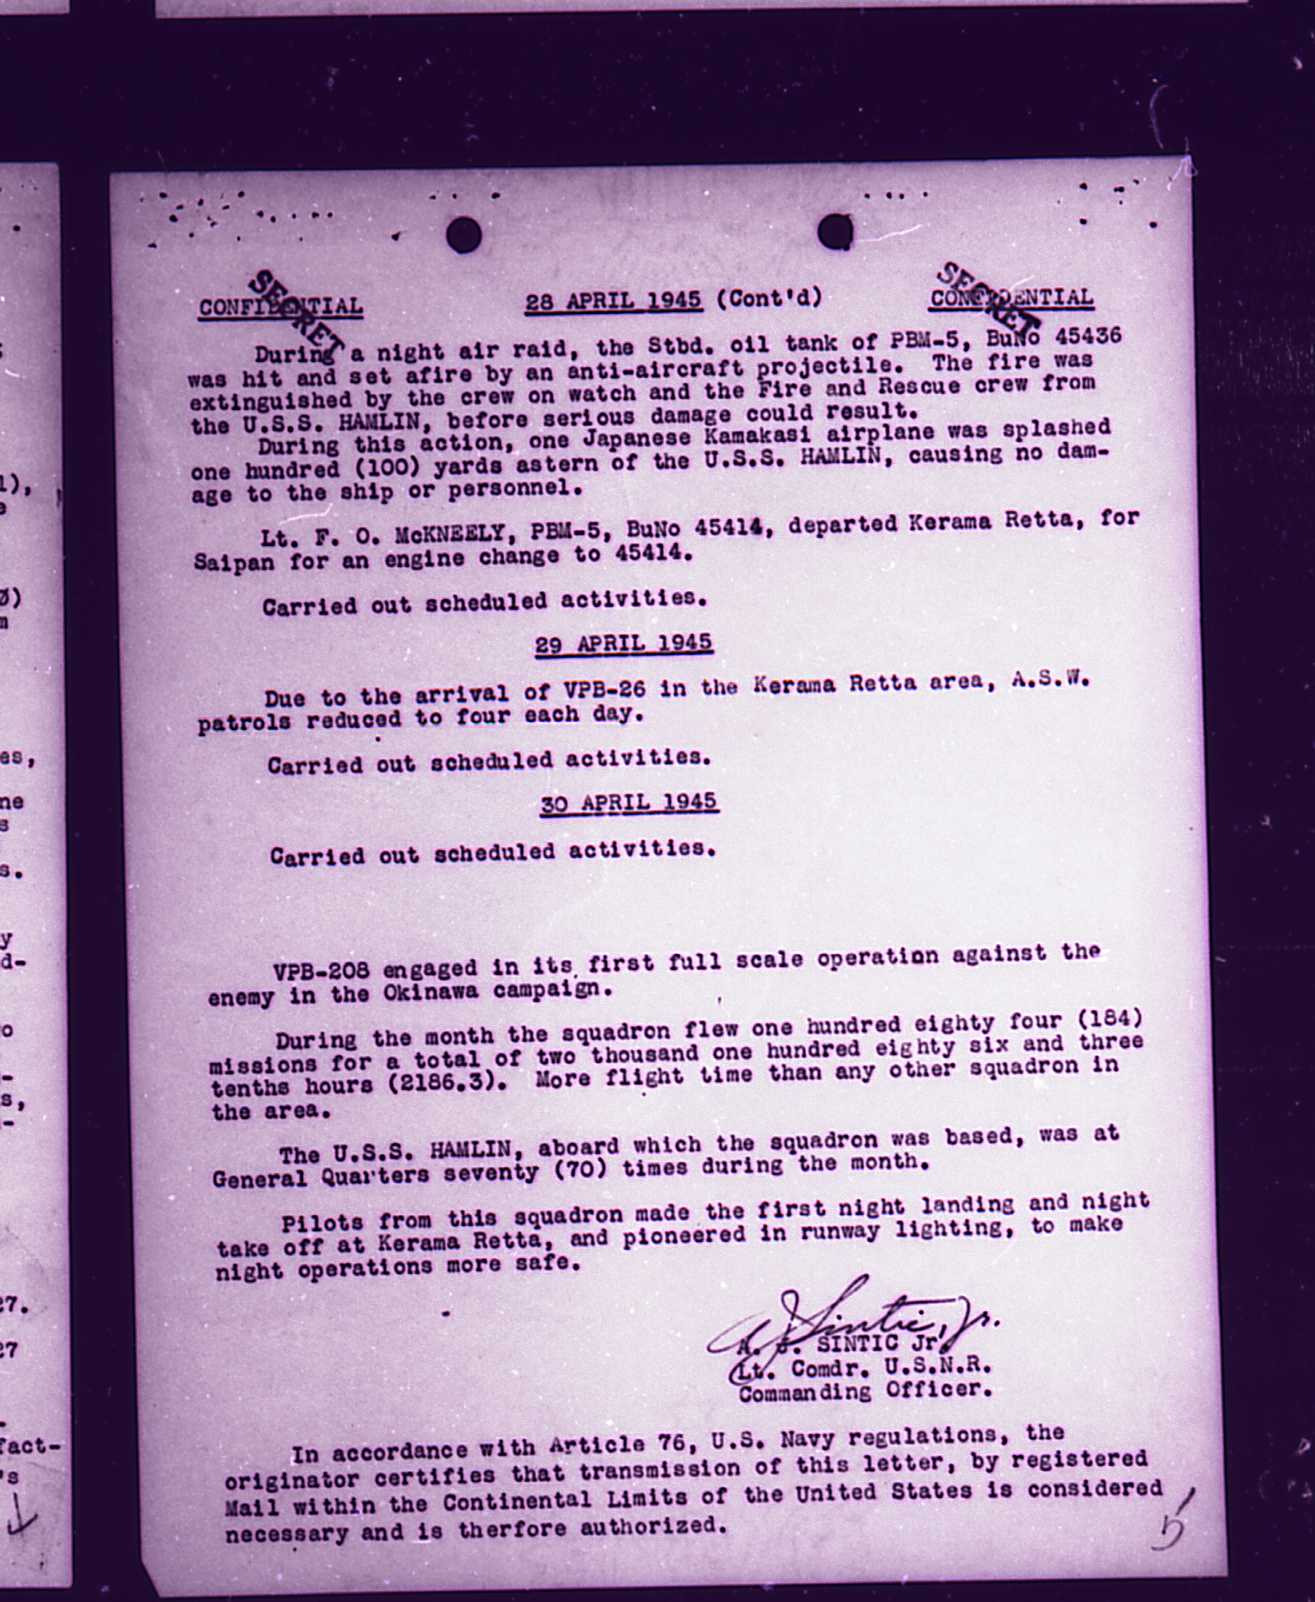 SECRET SECRET
CONFIDENTIAL 28 APRIL 1945 (Cont'd) CONFIDENTIAL
During a night air raid, the Stbd. oil tank of PBM-5, BuNo 45436
was hit and set afire by an anti-aircraft projectile. The fire was
extinguished by the crew on watch and the Fire and Rescue crew from
the U.S.S. HAMLIN, before serious damage could result.
During this action, one Japanese Kamakasi airplane was splashed
one hundred (100) yards astern of the U.S.S. HAMLIN, causing no dam-
age to the ship or personnel.
Lt. F. O. McKNEELY, PBM-5, BuNo 45414, departed Kerama Retta, for
Saipan for an engine change to 45414.
Carried out scheduled activities.
29 APRIL 1945
Due to the arrival of VPB-26 in the Kerama Retta area, A.S.W.
patrols reduced to four each day.
Carried out scheduled activities.
30 APRIL 1945
Carried out scheduled activities.
VPB-208 engaged in its first full scale operation against the
enemy in the Okinawa campaign.
During the month the squadron flew one hundred eighty four (184)
missions for a total of two thousand one hundred eighty six and three
tenths hours (2186.3). More flight time than any other squadron in
the area.
The U.S.S. HAMLIN, aboard which the squadron was based, was at
General Quarters seventy (70) times during the month.
Pilots from this squadron made the first night landing and night
take off at Kerama Retta, and pioneered in runway lighting, to make
night operations more safe.
A. J. Sintic, Jr.
A. J. SINTIC Jr.
Lt. Comdr. U.S.N.R.
Commanding Officer.
In accordance with Article 76, U.S. Navy regulations, the
originator certifies that transmission of this letter, by registered
Mail within the Continental Limits of the United States is considered
necessary and is therfore authorized.
5